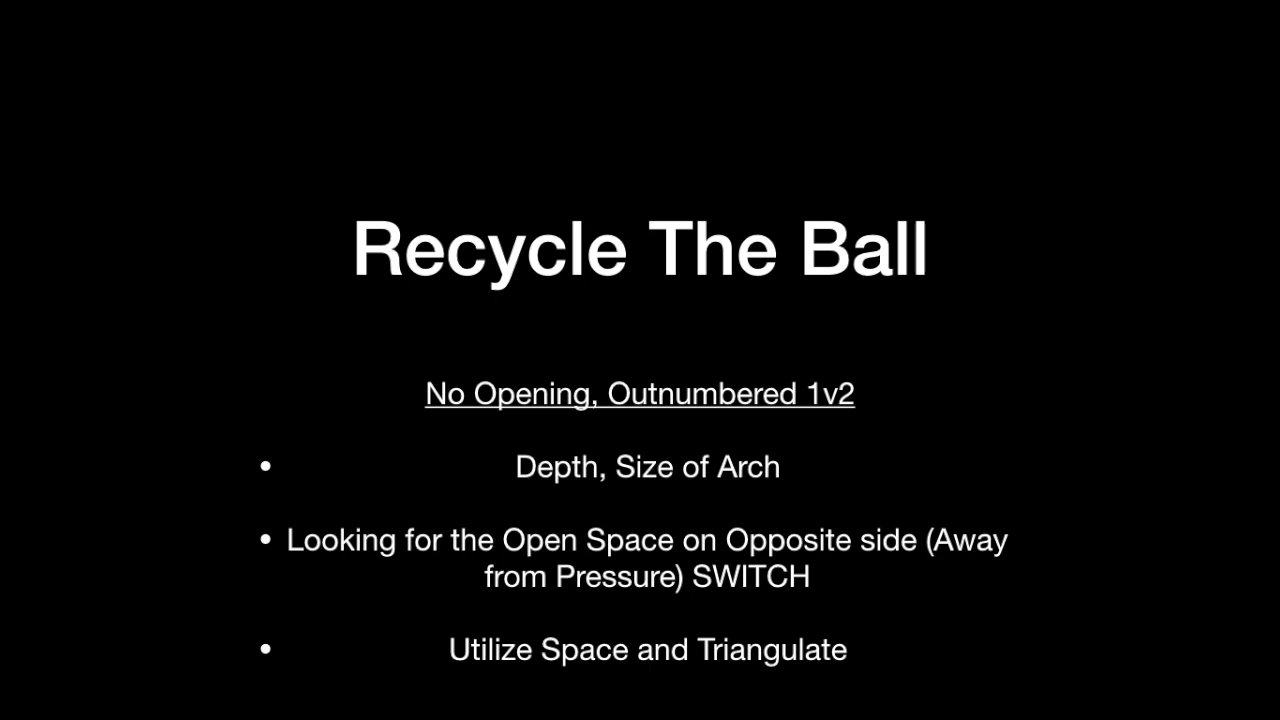 Recycle The Ball
No Opening, Outnumbered 1v2
• Depth, Size of Arch
• Looking for the Open Space on Opposite side (Away
from Pressure) SWITCH
• Utilize Space and Triangulate